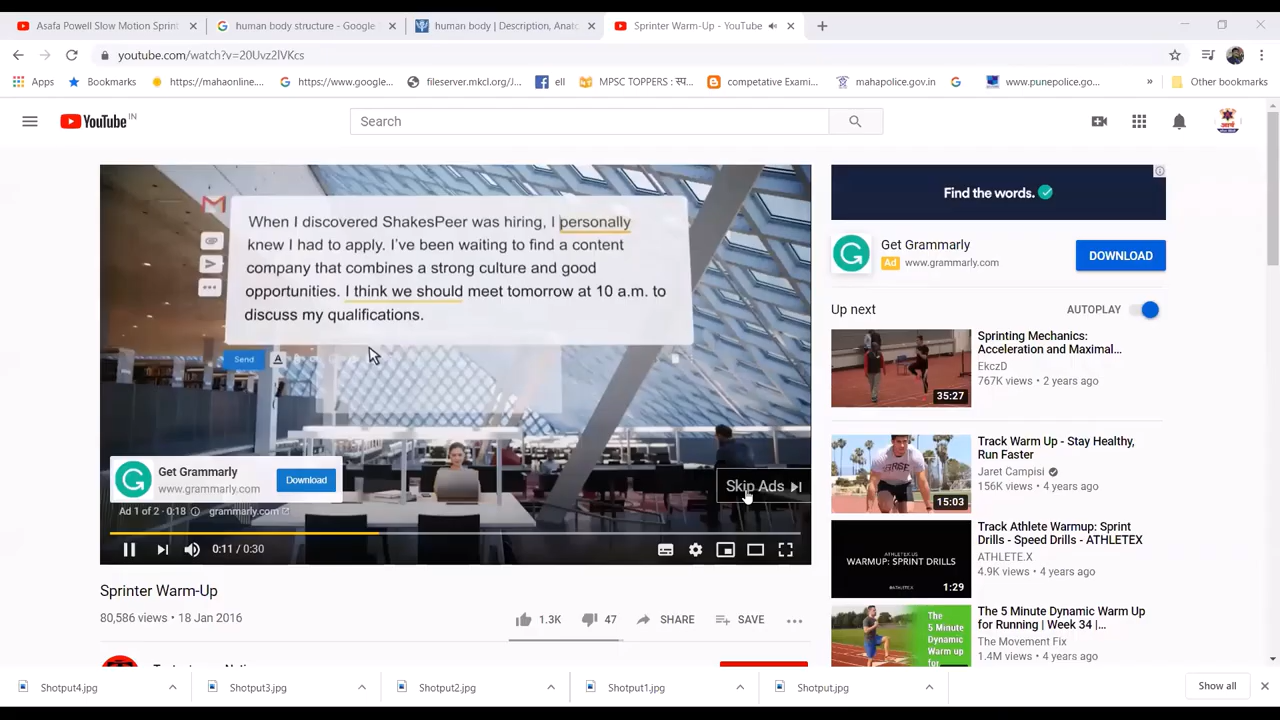 Asafa Powell Slow Motion Sprint
human body structure - Google
human body | Description, Anato
Sprinter Warm-Up - YouTube
youtube.com/watch?v=20Uvz2lVKcs
Apps
Bookmarks
https://mahaonline....
https://www.google...
fileserver.mkcl.org/J...
ell
MPSC TOPPERS : स्प...
competative Exami...
mahapolice.gov.in
www.punepolice.go...
»
Other bookmarks
YouTube IN
Search
When I discovered ShakesPeer was hiring, I personally
knew I had to apply. I've been waiting to find a content
company that combines a strong culture and good
opportunities. I think we should meet tomorrow at 10 a.m. to
discuss my qualifications.
Send
Get Grammarly
www.grammarly.com
Download
Ad 1 of 2 · 0:18
grammarly.com
Skip Ads
0:11 / 0:30
Sprinter Warm-Up
80,586 views • 18 Jan 2016
1.3K
47
SHARE
SAVE
Find the words.
Get Grammarly
Ad www.grammarly.com
DOWNLOAD
Up next
AUTOPLAY
35:27
Sprinting Mechanics:
Acceleration and Maximal...
EkczD
767K views • 2 years ago
15:03
Track Warm Up - Stay Healthy,
Run Faster
Jaret Campisi
156K views • 4 years ago
ATHLETEX.US
WARMUP: SPRINT DRILLS
1:29
Track Athlete Warmup: Sprint
Drills - Speed Drills - ATHLETEX
ATHLETE.X
4.9K views • 4 years ago
The
5 Minute
Dynamic
Warm up
for
The 5 Minute Dynamic Warm Up
for Running | Week 34 |...
The Movement Fix
1.4M views • 4 years ago
Shotput4.jpg
Shotput3.jpg
Shotput2.jpg
Shotput1.jpg
Shotput.jpg
Show all